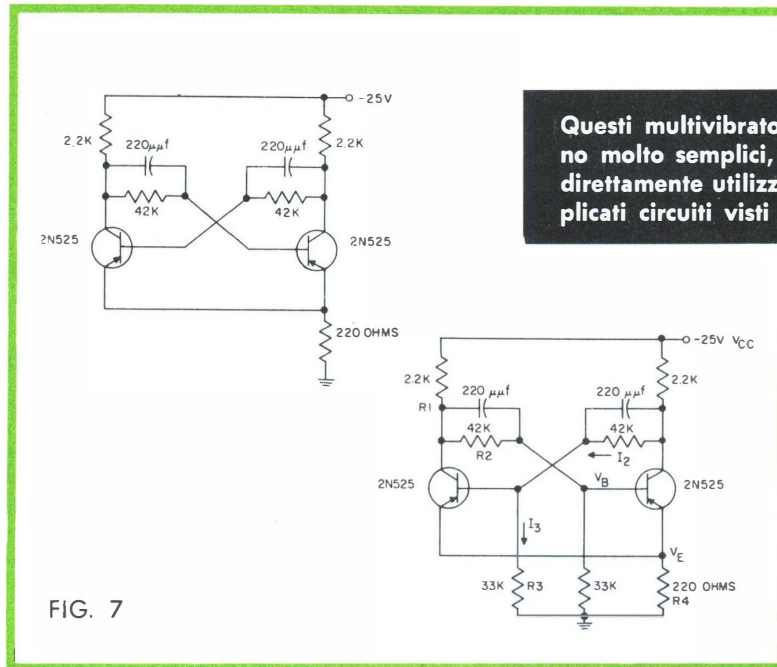 -25V
2.2K
220μμf
220μμf
2.2K
42K
42K
2N525
2N525
220 OHMS
Questi multivibrato
no molto semplici,
direttamente utilizz
plicati circuiti visti
-25V VCC
2.2K
2.2K
R1
220 μμf
220 μμf
42K
42K
R2
I2
2N525
VB
2N525
I3
VE
33K
R3
33K
220 OHMS
R4
FIG. 7